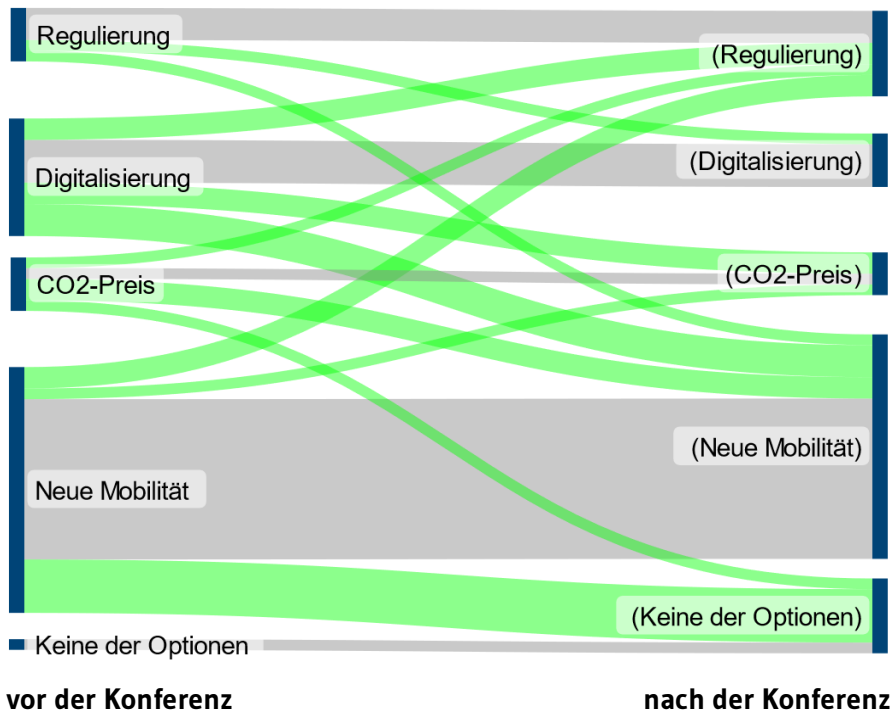 Regulierung
(Regulierung)
(Digitalisierung)
Digitalisierung
(CO2-Preis)
CO2-Preis
(Neue Mobilität)
Neue Mobilität
(Keine der Optionen)
Keine der Optionen
vor der Konferenz
nach der Konferenz